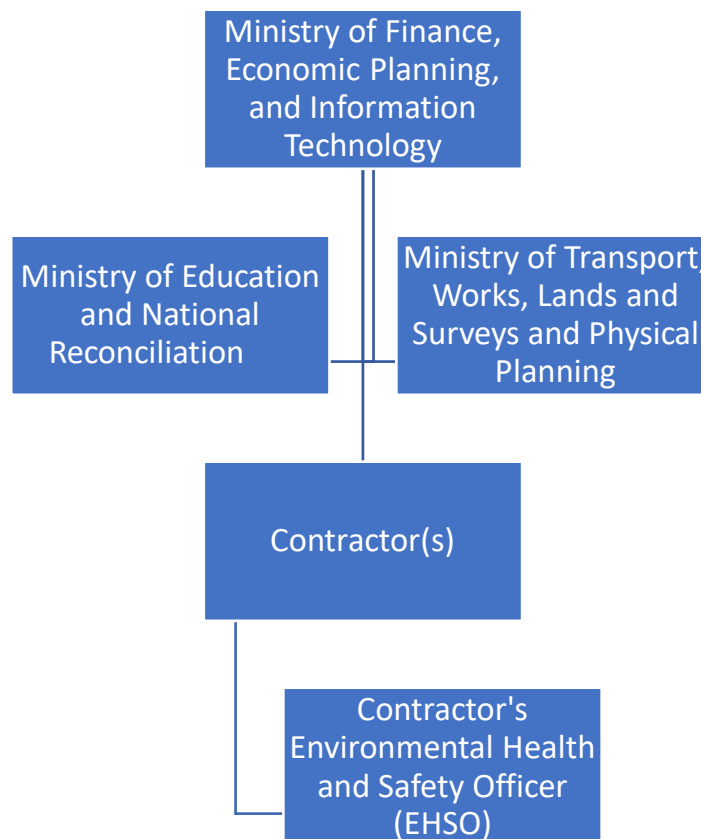 Ministry of Finance,
Economic Planning,
and Information
Technology
Ministry of Education
and National
Reconciliation
Ministry of Transport,
Works, Lands and
Surveys and Physical
Planning
Contractor(s)
Contractor's
Environmental Health
and Safety Officer
(EHSO)